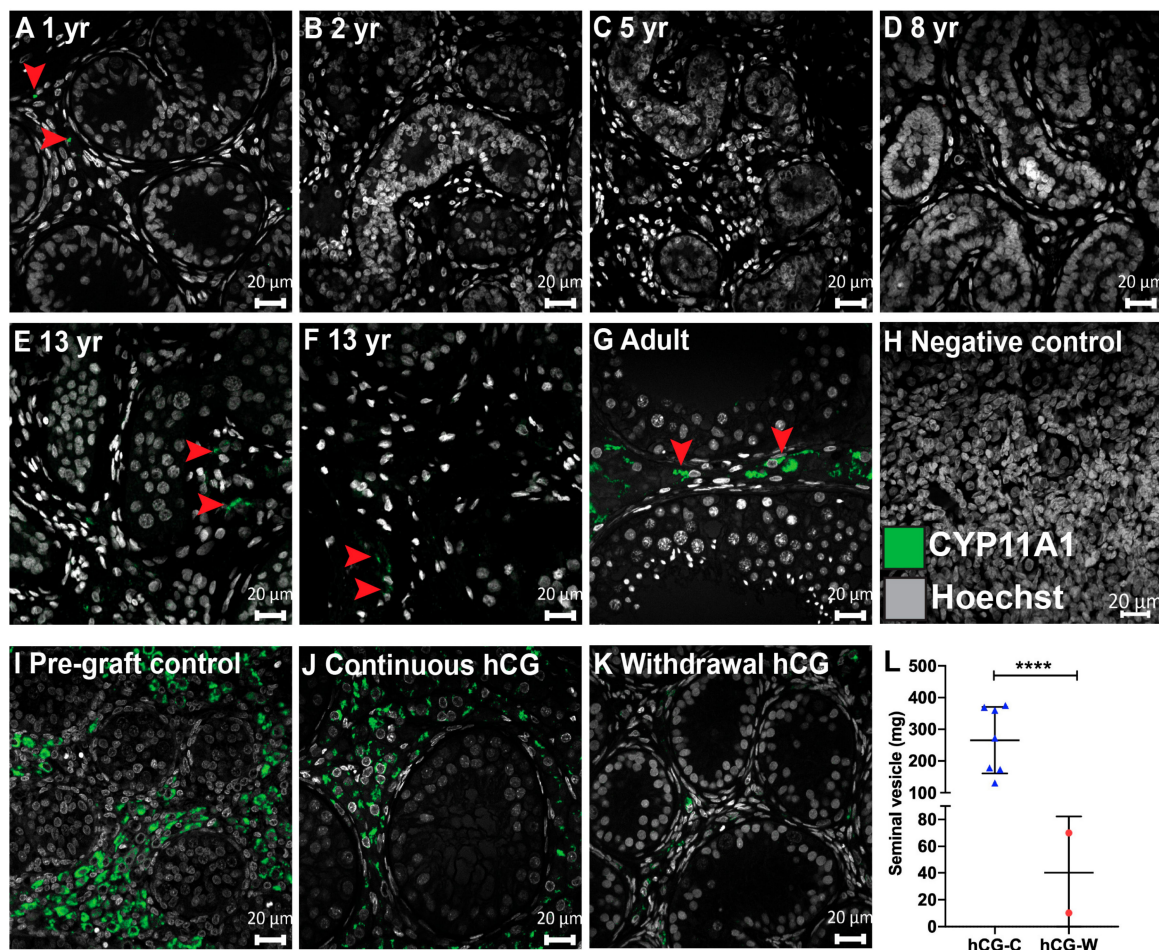 A 1 yr
20 µm
B 2 yr
20 µm
C 5 yr
20 µm
D 8 yr
20 µm
E 13 yr
20 µm
F 13 yr
20 µm
G Adult
20 µm
H Negative control
CYP11A1
Hoechst
20 µm
I Pre-graft control
20 µm
J Continuous hCG
20 µm
K Withdrawal hCG
20 µm
L
****
Seminal vesicle (mg)
500
400
300
200
100
80
60
40
20
0
hCG-C
hCG-W